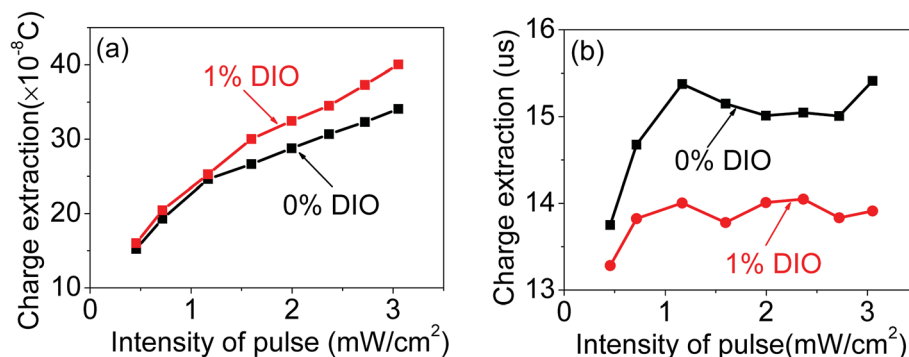 (a)
Charge extraction(×10⁻⁸C)
40
30
20
10
1% DIO
0% DIO
0 1 2 3
Intensity of pulse (mW/cm²)
(b)
Charge extraction (us)
16
15
14
13
0% DIO
1% DIO
0 1 2 3
Intensity of pulse(mW/cm²)